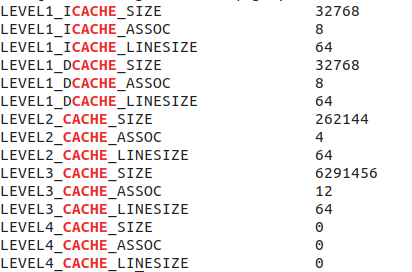 LEVEL1_ICACHE_SIZE 32768
LEVEL1_ICACHE_ASSOC 8
LEVEL1_ICACHE_LINESIZE 64
LEVEL1_DCACHE_SIZE 32768
LEVEL1_DCACHE_ASSOC 8
LEVEL1_DCACHE_LINESIZE 64
LEVEL2_CACHE_SIZE 262144
LEVEL2_CACHE_ASSOC 4
LEVEL2_CACHE_LINESIZE 64
LEVEL3_CACHE_SIZE 6291456
LEVEL3_CACHE_ASSOC 12
LEVEL3_CACHE_LINESIZE 64
LEVEL4_CACHE_SIZE 0
LEVEL4_CACHE_ASSOC 0
LEVEL4_CACHE_LINESIZE 0